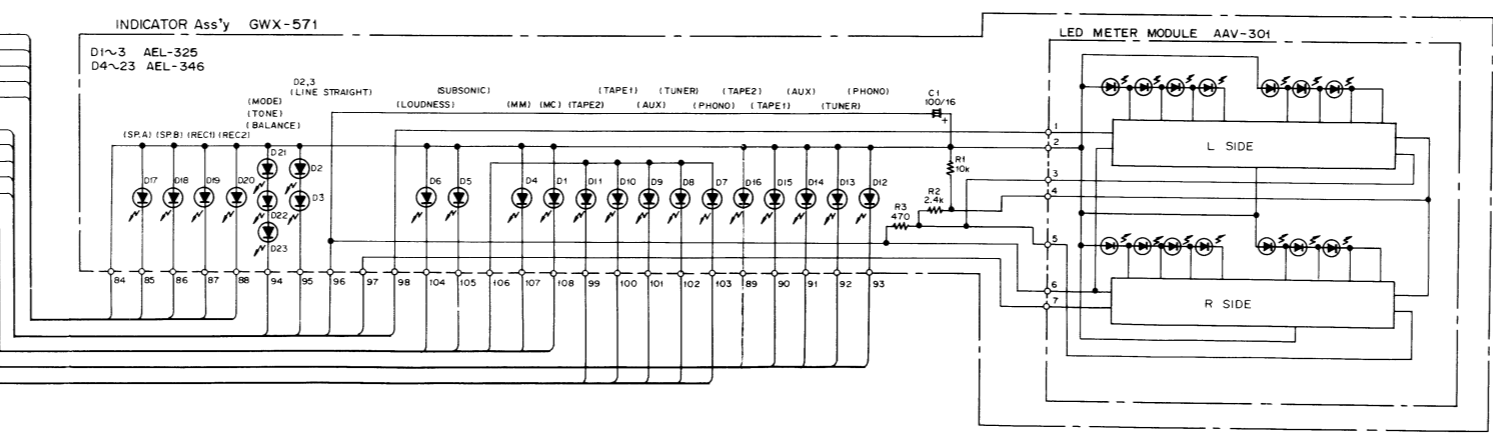 INDICATOR Ass'y GWX-571
LED METER MODULE AAV-301
D1~3 AEL-325
D4~23 AEL-346
D2,3
(LINE STRAIGHT)
(MODE)
(TONE)
(BALANCE)
(LOUDNESS)
(SUBSONIC)
(MM) (MC) (TAPE2)
(TAPE1)
(AUX)
(TUNER)
(PHONO)
(TAPE2)
(TAPE1)
(AUX)
(TUNER)
(PHONO)
C1
100/16
+
(SP.A) (SP.B) (REC1) (REC2)
D17 D18 D19 D20
D21
D22
D23
D2
D3
D6 D5 D4 D1 D11 D10 D9 D8 D7 D16 D15 D14 D13 D12
R1
10k
R2
2.4k
R3
470
1
2
3
4
5
6
7
L SIDE
R SIDE
84 85 86 87 88 94 95 96 97 98 104 105 106 107 108 99 100 101 102 103 89 90 91 92 93